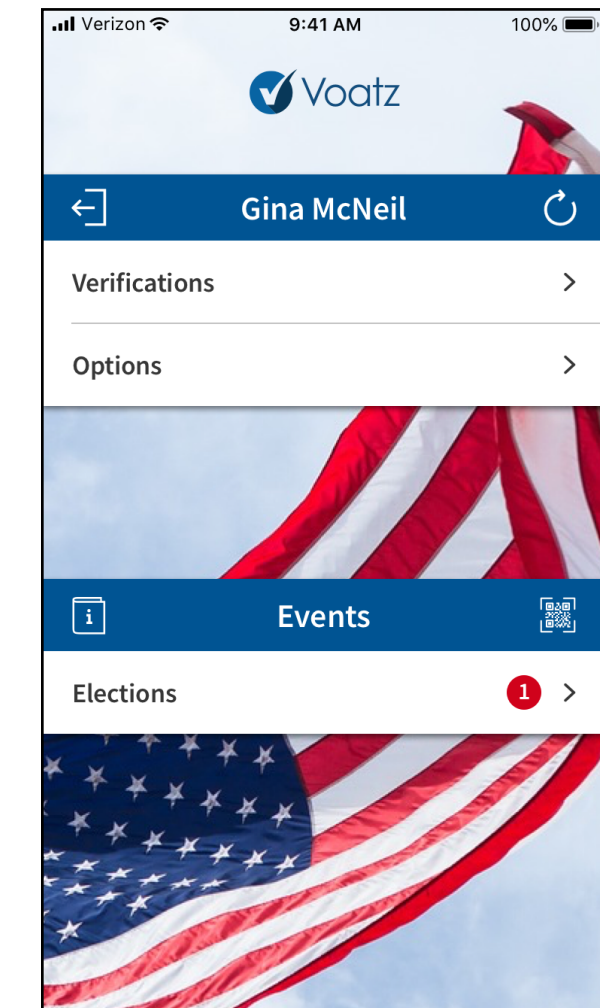 Verizon 9:41 AM 100%
Voatz
Gina McNeil
Verifications
Options
i Events
Elections 1